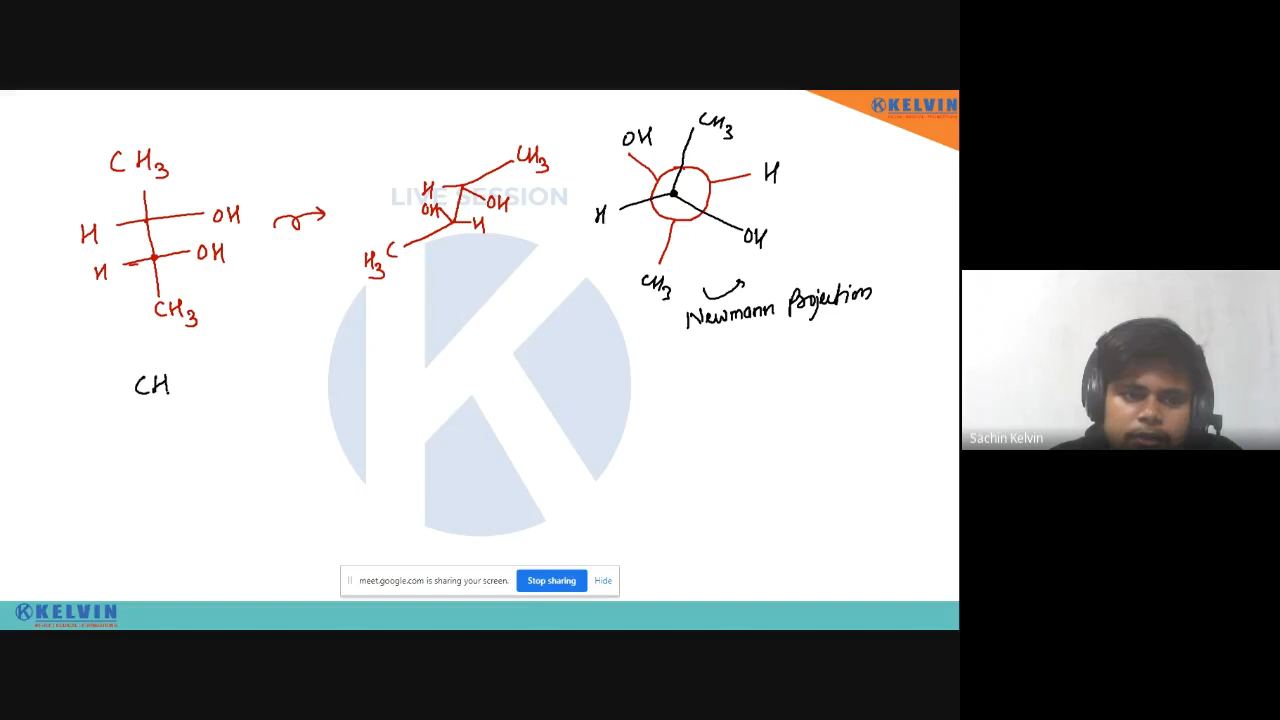 KELVIN
LIVE SESSION
CH3
H
OH
H
OH
CH3
CH3
H
OH
OH
H
H3C
CH3
OH
H
H
OH
CH3
Newmann Projection
CH
Sachin Kelvin
meet.google.com is sharing your screen.
Stop sharing
Hide
KELVIN